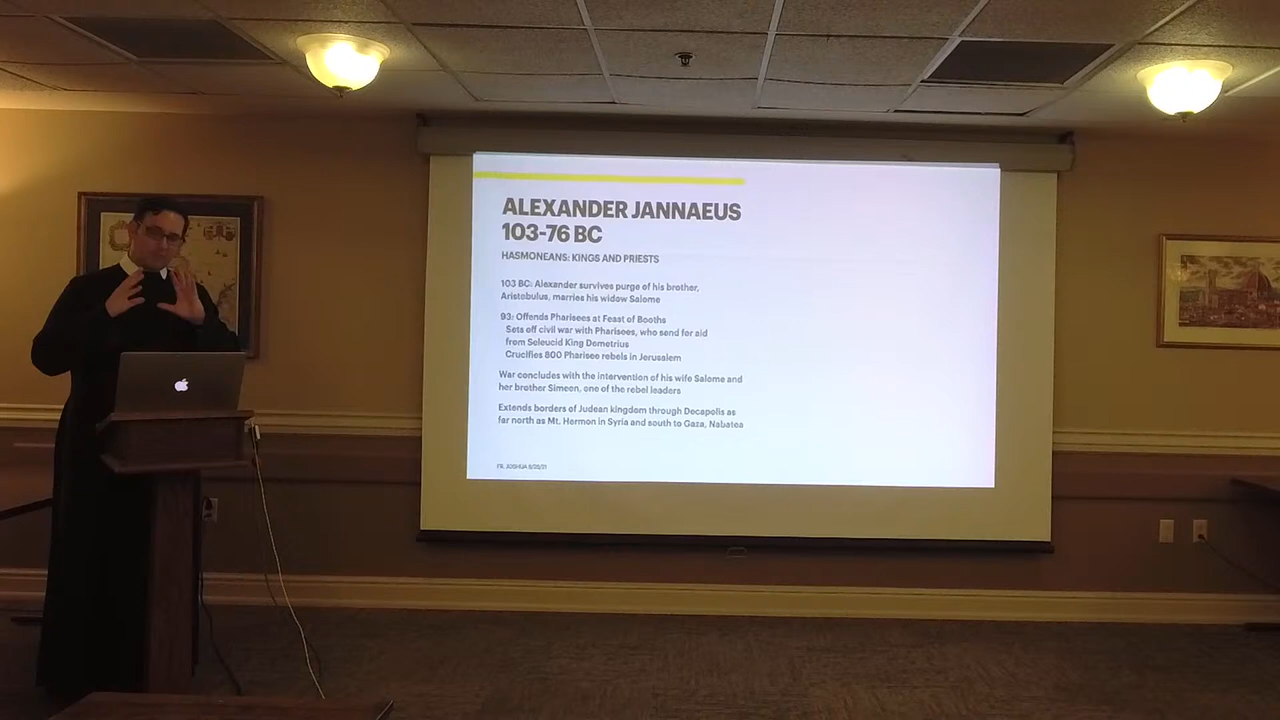 ALEXANDER JANNAEUS
103-76 BC
HASMONEANS: KINGS AND PRIESTS
103 BC: Alexander survives purge of his brother,
Aristobulus, marries his widow Salome
93: Offends Pharisees at Feast of Booths
Sets off civil war with Pharisees, who send for aid
from Seleucid King Demetrius
Crucifies 800 Pharisee rebels in Jerusalem
War concludes with the intervention of his wife Salome and
her brother Simeon, one of the rebel leaders
Extends borders of Judean kingdom through Decapolis as
far north as Mt. Hermon in Syria and south to Gaza, Nabatea
FR. JOSHUA